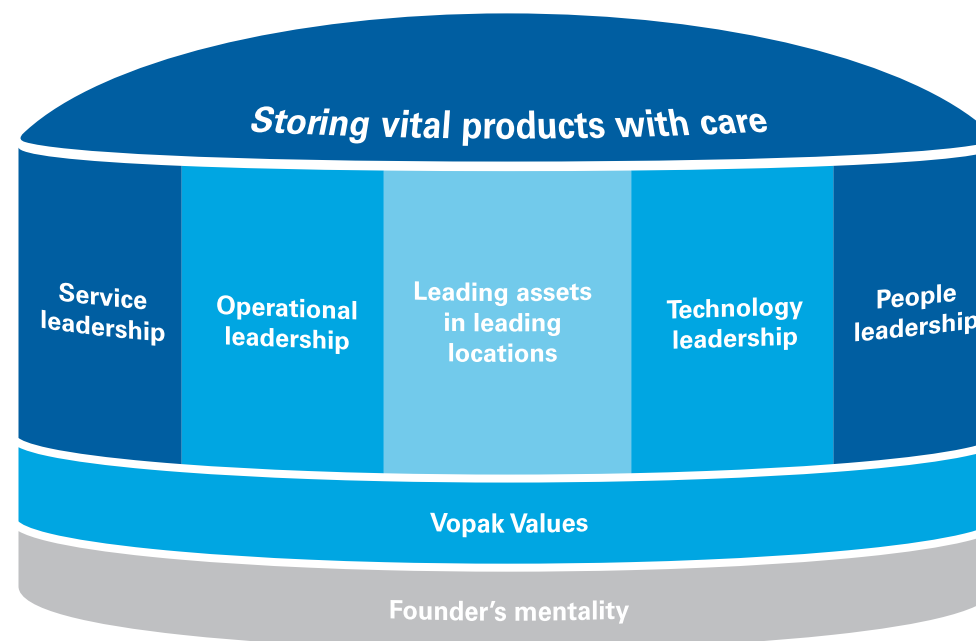 Storing vital products with care
Service
leadership
Operational
leadership
Leading assets
in leading
locations
Technology
leadership
People
leadership
Vopak Values
Founder’s mentality